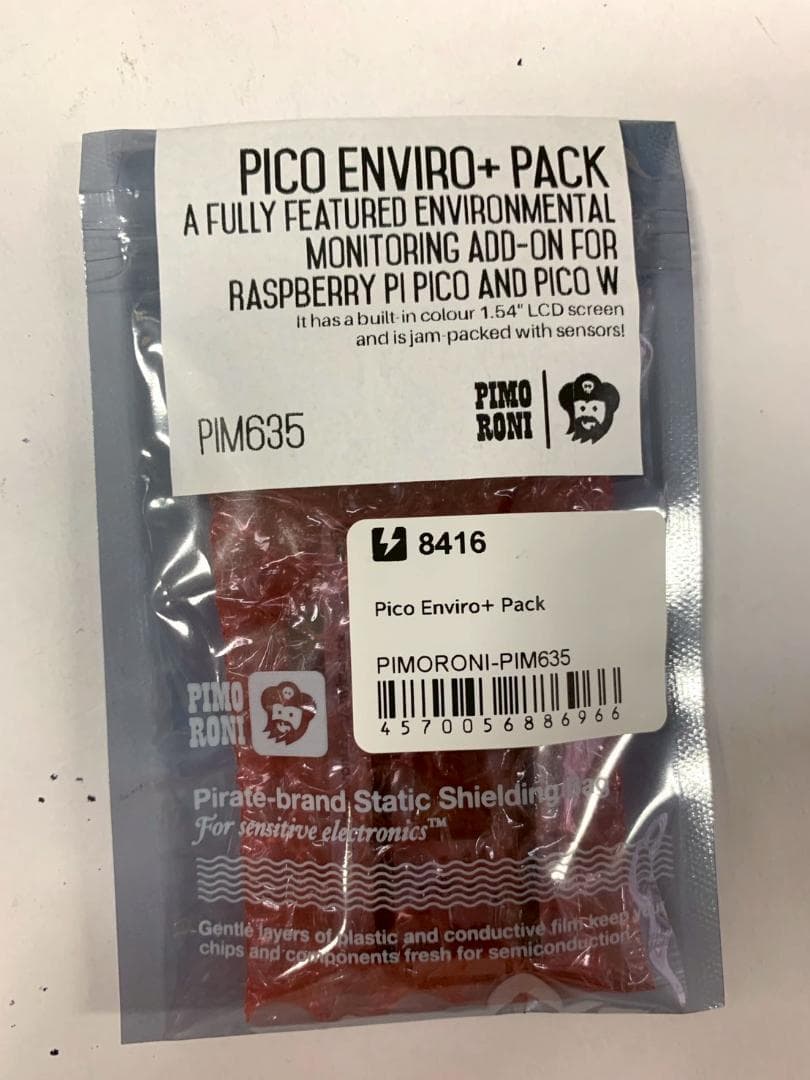 PICO ENVIRO+ PACK
A FULLY FEATURED ENVIRONMENTAL
MONITORING ADD-ON FOR
RASPBERRY PI PICO AND PICO W
It has a built-in colour 1.54" LCD screen
and is jam-packed with sensors!
PIMO
RONI
PIM635
8416
Pico Enviro+ Pack
PIMORONI-PIM635
4570056886966
PIMO
RONI
Pirate-brand Static Shielding Bag
For sensitive electronics™
Gentle layers of plastic and conductive film keep your
chips and components fresh for semiconduction